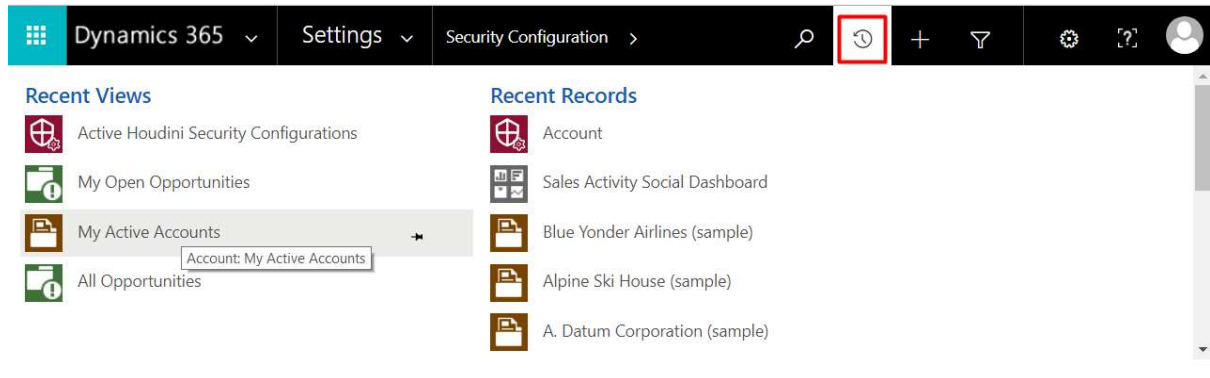 Dynamics 365 Settings Security Configuration
Recent Views
Active Houdini Security Configurations
My Open Opportunities
My Active Accounts
Account: My Active Accounts
All Opportunities
Recent Records
Account
Sales Activity Social Dashboard
Blue Yonder Airlines (sample)
Alpine Ski House (sample)
A. Datum Corporation (sample)